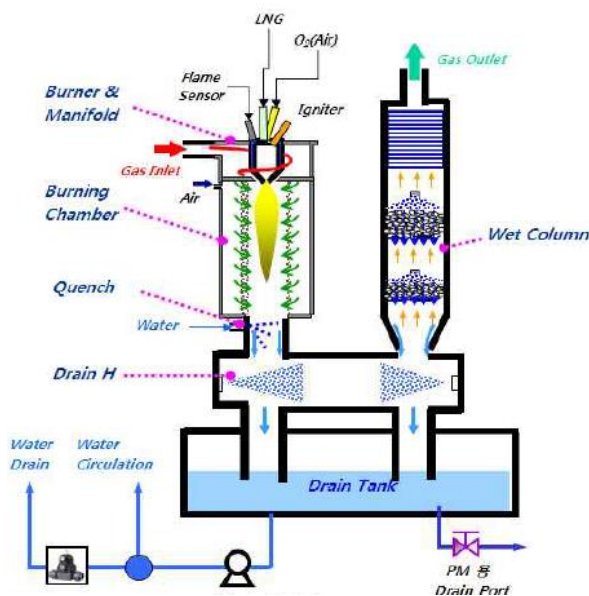 LNG
O₂(Air)
Flame
Sensor
Igniter
Gas Outlet
Burner &
Manifold
Gas Inlet
Burning
Chamber
Air
Wet Column
Quench
Water
Drain H
Water
Drain
Water
Circulation
Drain Tank
PM 용
Drain Port